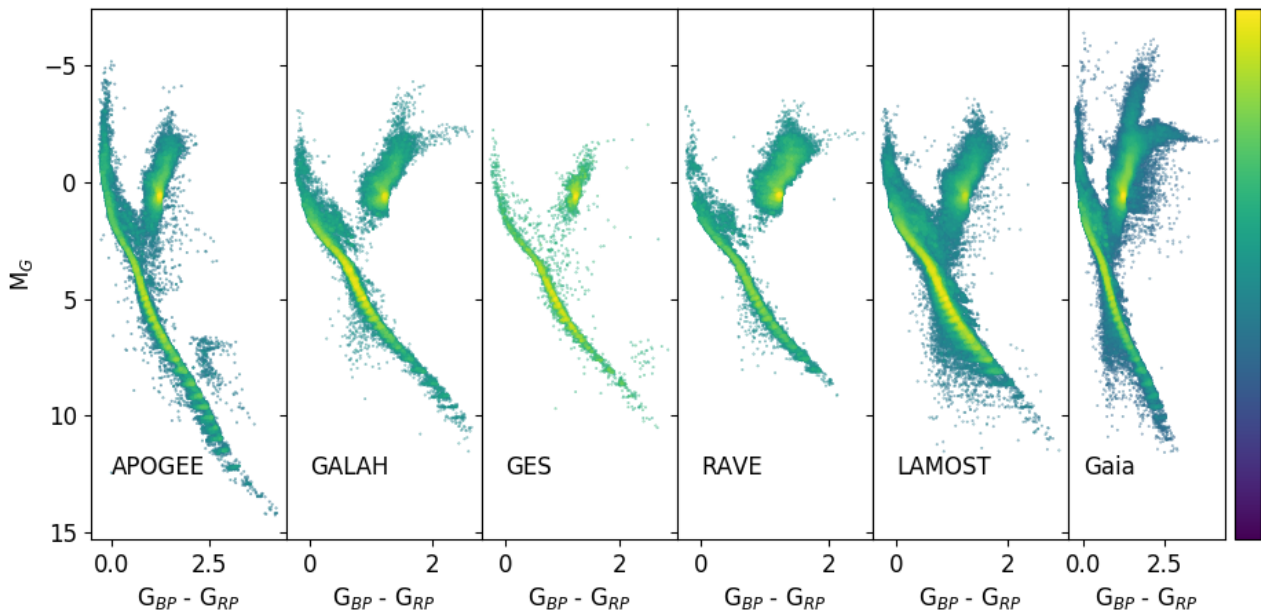 −5
0
5
10
15
M_G
APOGEE
GALAH
GES
RAVE
LAMOST
Gaia
0.0 2.5
0 2
0 2
0 2
0 2
0.0 2.5
G_BP - G_RP
G_BP - G_RP
G_BP - G_RP
G_BP - G_RP
G_BP - G_RP
G_BP - G_RP